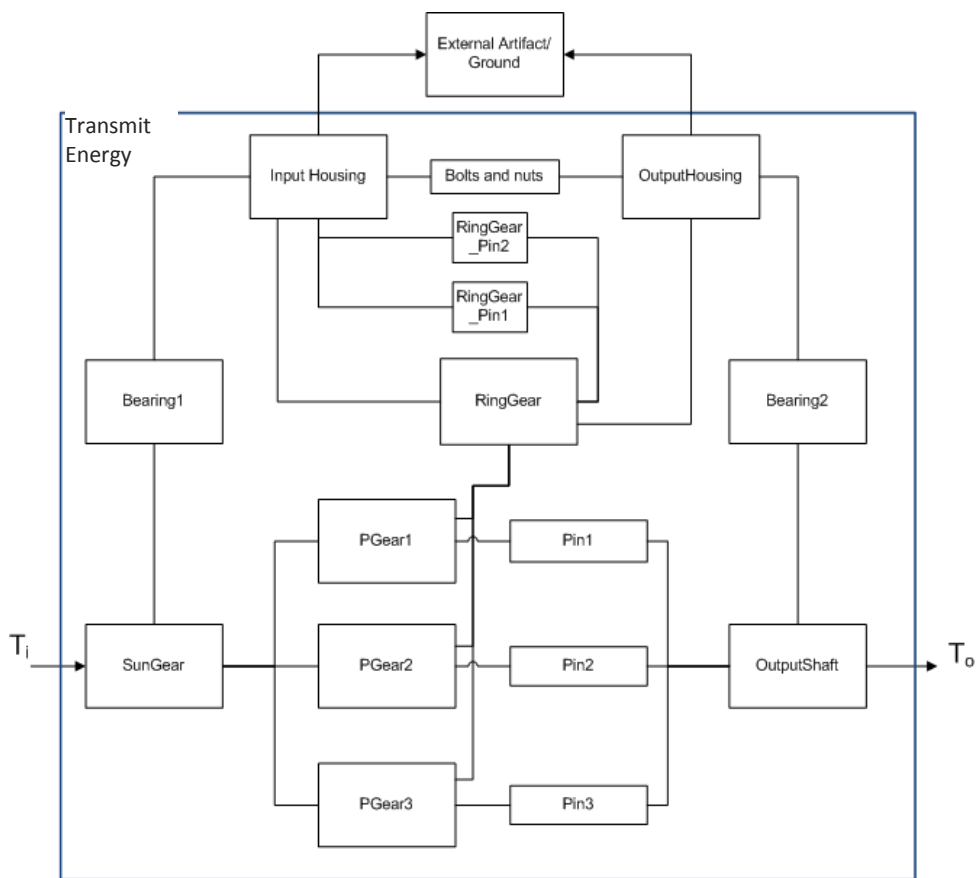 External Artifact/
Ground
Transmit
Energy
Input Housing
Bolts and nuts
OutputHousing
RingGear
_Pin2
RingGear
_Pin1
Bearing1
RingGear
Bearing2
PGear1
Pin1
Ti
SunGear
PGear2
Pin2
OutputShaft
To
PGear3
Pin3